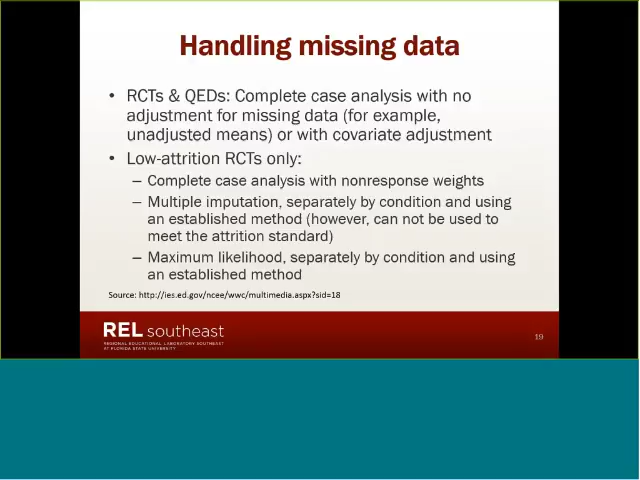 Handling missing data
• RCTs & QEDs: Complete case analysis with no
adjustment for missing data (for example,
unadjusted means) or with covariate adjustment
• Low-attrition RCTs only:
– Complete case analysis with nonresponse weights
– Multiple imputation, separately by condition and using
an established method (however, can not be used to
meet the attrition standard)
– Maximum likelihood, separately by condition and using
an established method
Source: http://ies.ed.gov/ncee/wwc/multimedia.aspx?sid=18
REL southeast
REGIONAL EDUCATIONAL LABORATORY SOUTHEAST
AT FLORIDA STATE UNIVERSITY
19